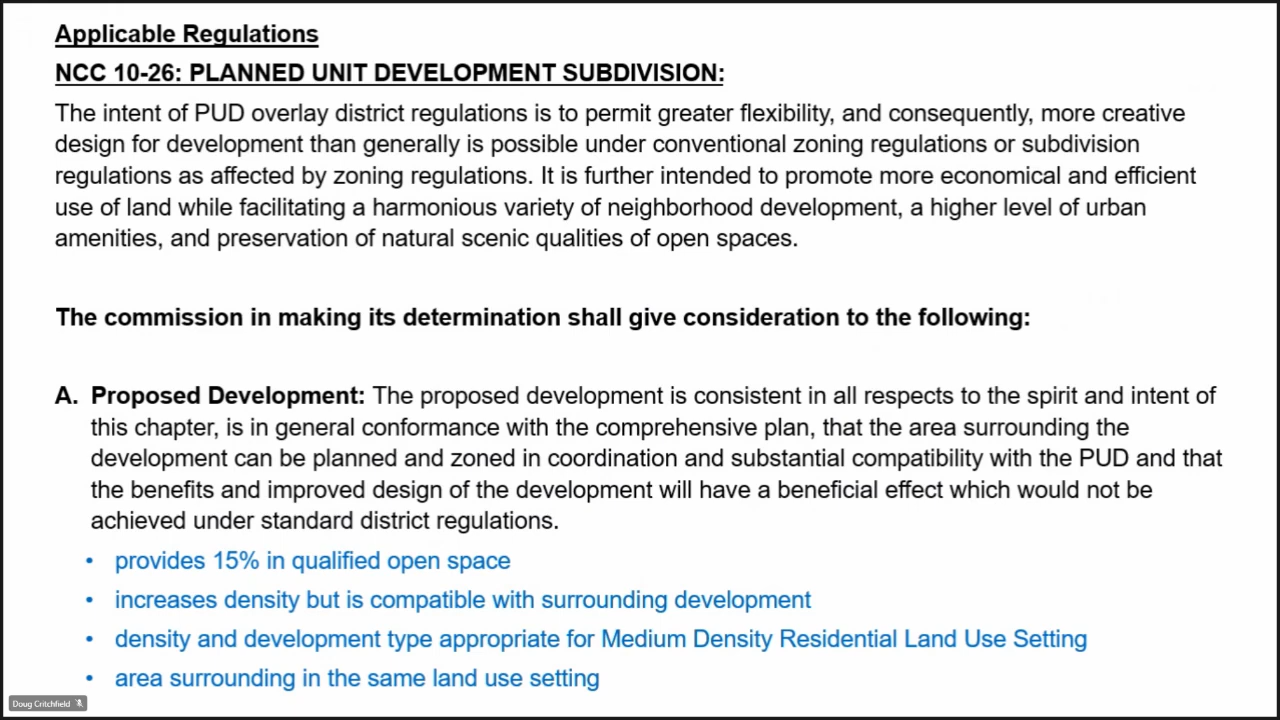 Applicable Regulations
NCC 10-26: PLANNED UNIT DEVELOPMENT SUBDIVISION:
The intent of PUD overlay district regulations is to permit greater flexibility, and consequently, more creative
design for development than generally is possible under conventional zoning regulations or subdivision
regulations as affected by zoning regulations. It is further intended to promote more economical and efficient
use of land while facilitating a harmonious variety of neighborhood development, a higher level of urban
amenities, and preservation of natural scenic qualities of open spaces.
The commission in making its determination shall give consideration to the following:
A. Proposed Development: The proposed development is consistent in all respects to the spirit and intent of
this chapter, is in general conformance with the comprehensive plan, that the area surrounding the
development can be planned and zoned in coordination and substantial compatibility with the PUD and that
the benefits and improved design of the development will have a beneficial effect which would not be
achieved under standard district regulations.
• provides 15% in qualified open space
• increases density but is compatible with surrounding development
• density and development type appropriate for Medium Density Residential Land Use Setting
• area surrounding in the same land use setting
Doug Critchfield